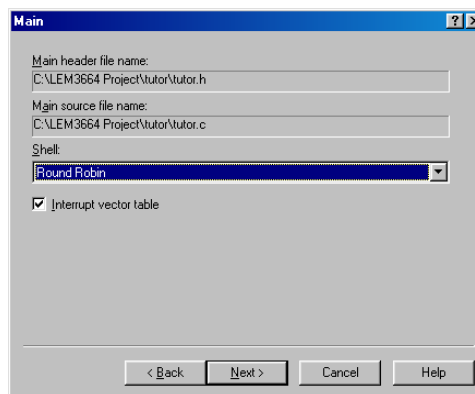 Main
Main header file name:
C:\LEM3664 Project\tutor\tutor.h
Main source file name:
C:\LEM3664 Project\tutor\tutor.c
Shell:
Round Robin
Interrupt vector table
< Back
Next >
Cancel
Help